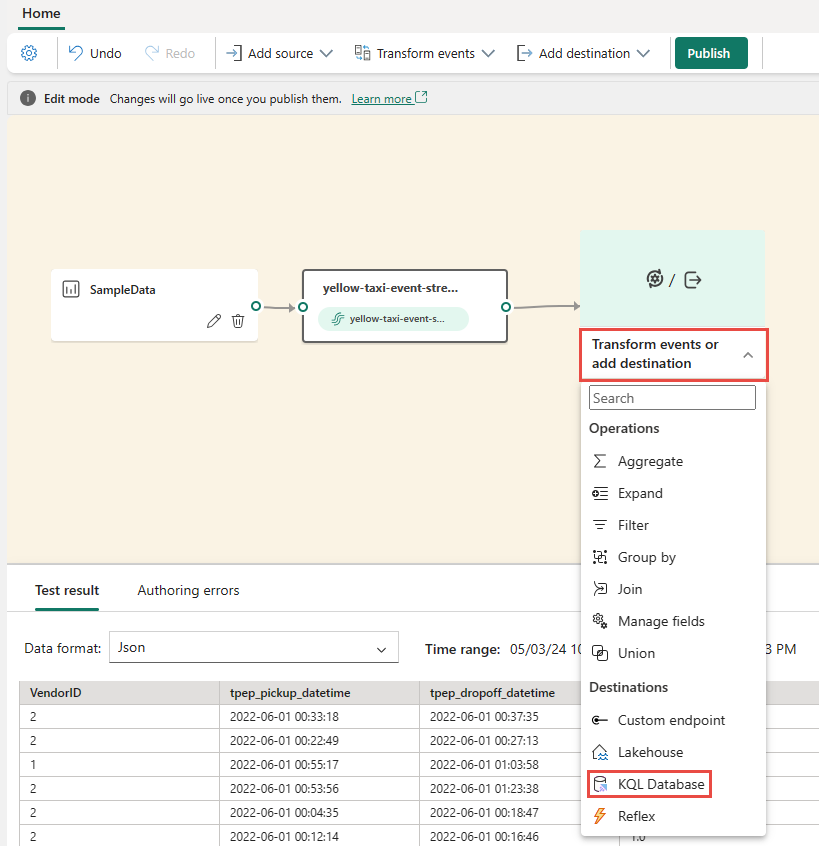 Home
Undo
Redo
Add source
Transform events
Add destination
Publish
Edit mode Changes will go live once you publish them. Learn more
SampleData
yellow-taxi-event-stre...
yellow-taxi-event-s...
/
Transform events or
add destination
Search
Operations
Aggregate
Expand
Filter
Group by
Join
Manage fields
Union
Destinations
Custom endpoint
Lakehouse
KQL Database
Reflex
Test result
Authoring errors
Data format: Json
Time range: 05/03/24 10
3 PM
VendorID tpep_pickup_datetime tpep_dropoff_datetime
2 2022-06-01 00:33:18 2022-06-01 00:37:35
2 2022-06-01 00:22:49 2022-06-01 00:27:13
1 2022-06-01 00:55:17 2022-06-01 01:03:58
2 2022-06-01 00:53:56 2022-06-01 01:23:38
2 2022-06-01 00:04:35 2022-06-01 00:18:47
2 2022-06-01 00:12:14 2022-06-01 00:16:46 1.0